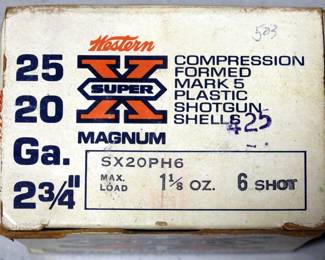 503
Western
25
20
Ga.
2¾"
X
SUPER
MAGNUM
COMPRESSION
FORMED
MARK 5
PLASTIC
SHOTGUN
SHELLS
425
SX20PH6
MAX.
LOAD
1⅛ OZ.
6 SHOT